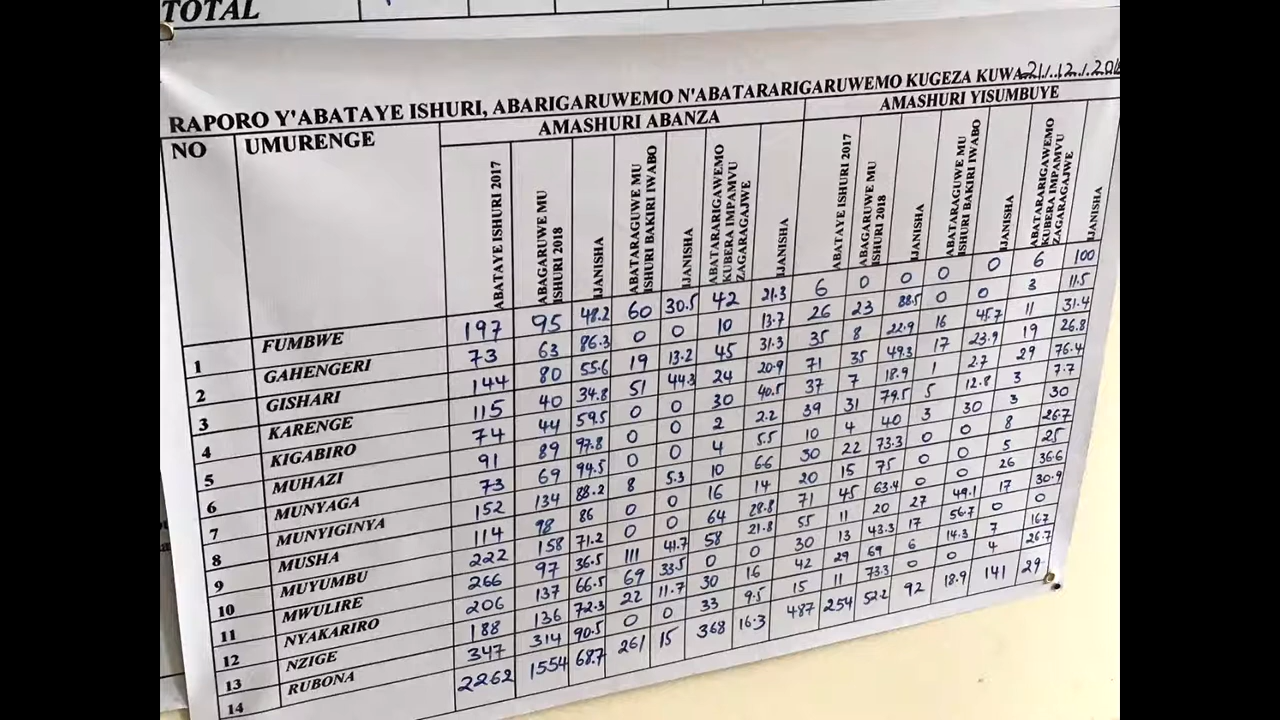 TOTAL
RAPORO Y'ABATAYE ISHURI, ABARIGARUWEMO N'ABATARARIGARUWEMO KUGEZA KUWA 21/12/201
NO UMURENGE AMASHURI ABANZA AMASHURI YISUMBUYE
ABATAYE ISHURI 2017
ABAGARUWE MU
ISHURI 2018
IJANISHA
ABATARAGUWE MU
ISHURI BAKIRI IWABO
IJANISHA
ABATARARIGAWEMO
KUBERA IMPAMVU
ZAGARAGAJWE
IJANISHA
ABATAYE ISHURI 2017
ABAGARUWE MU
ISHURI 2018
IJANISHA
ABATARAGUWE MU
ISHURI BAKIRI IWABO
IJANISHA
ABATARARIGAWEMO
KUBERA IMPAMVU
ZAGARAGAJWE
IJANISHA
1 FUMBWE 197 95 48.2 60 30.5 42 21.3 6 0 0 0 0 6 100
2 GAHENGERI 73 63 86.3 0 0 10 13.7 26 23 88.5 0 0 3 11.5
3 GISHARI 144 80 55.6 19 13.2 45 31.3 35 8 22.9 16 45.7 11 31.4
4 KARENGE 115 40 34.8 51 44.3 24 20.9 71 35 49.3 17 23.9 19 26.8
5 KIGABIRO 74 44 59.5 0 0 30 40.5 37 7 18.9 1 2.7 29 76.4
6 MUHAZI 91 89 97.8 0 0 2 2.2 39 31 79.5 5 12.8 3 7.7
7 MUNYAGA 73 69 94.5 0 0 4 5.5 10 4 40 3 30 3 30
8 MUNYIGINYA 152 134 88.2 8 5.3 10 6.6 30 22 73.3 0 0 8 26.7
9 MUSHA 114 98 86 0 0 16 14 20 15 75 0 0 5 25
10 MUYUMBU 222 158 71.2 0 0 64 28.8 71 45 63.4 0 0 26 36.6
11 MWULIRE 266 97 36.5 111 41.7 58 21.8 55 11 20 27 49.1 17 30.9
12 NYAKARIRO 206 137 66.5 69 33.5 0 0 30 13 43.3 17 56.7 0 0
13 NZIGE 188 136 72.3 22 11.7 30 16 42 29 69 6 14.3 7 16.7
14 RUBONA 347 314 90.5 0 0 33 9.5 15 11 73.3 0 0 4 26.7
2262 1554 68.7 261 15 368 16.3 487 254 52.2 92 18.9 141 29